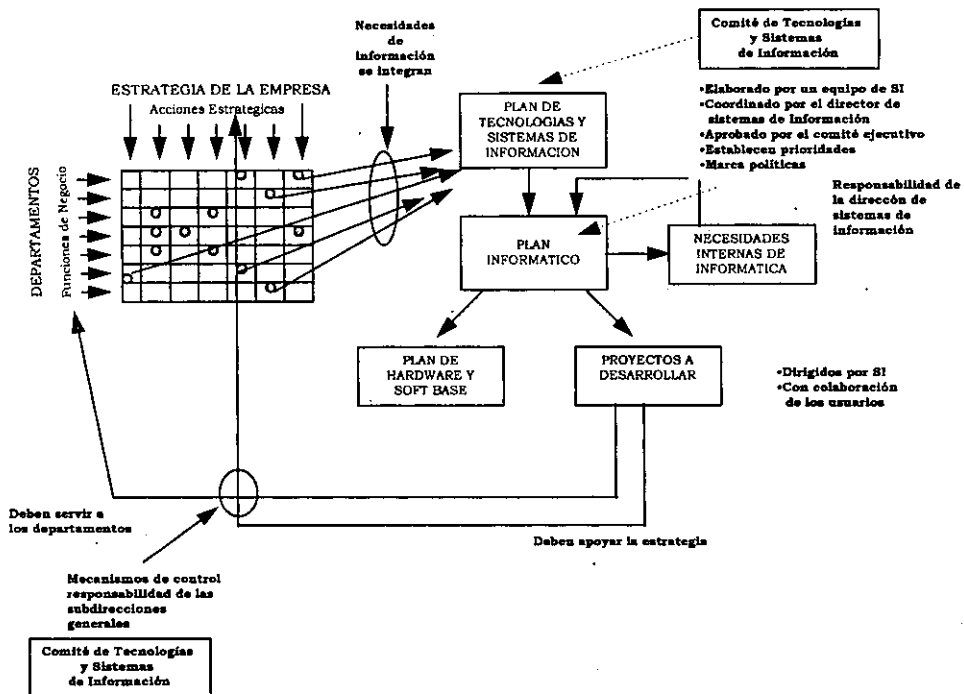 Necesidades
de
información
se integran
Comité de Tecnologías
y Sistemas
de Información
ESTRATEGIA DE LA EMPRESA
Acciones Estrategicas
PLAN DE
TECNOLOGIAS Y
SISTEMAS DE
INFORMACION
•Elaborado por un equipo de SI
•Coordinado por el director de
sistemas de Información
•Aprobado por el comité ejecutivo
•Establecen prioridades
•Marca políticas
DEPARTAMENTOS
Funciones de Negocio
Responsabilidad de
la direccón de
sistemas de
información
PLAN
INFORMATICO
NECESIDADES
INTERNAS DE
INFORMATICA
PLAN DE
HARDWARE Y
SOFT BASE
PROYECTOS A
DESARROLLAR
•Dirigidos por SI
•Con colaboración
de los usuarios
Deben servir a
los departamentos
Deben apoyar la estrategia
Mecanismos de control
responsabilidad de las
subdirecciones
generales
Comité de Tecnologías
y Sistemas
de Información